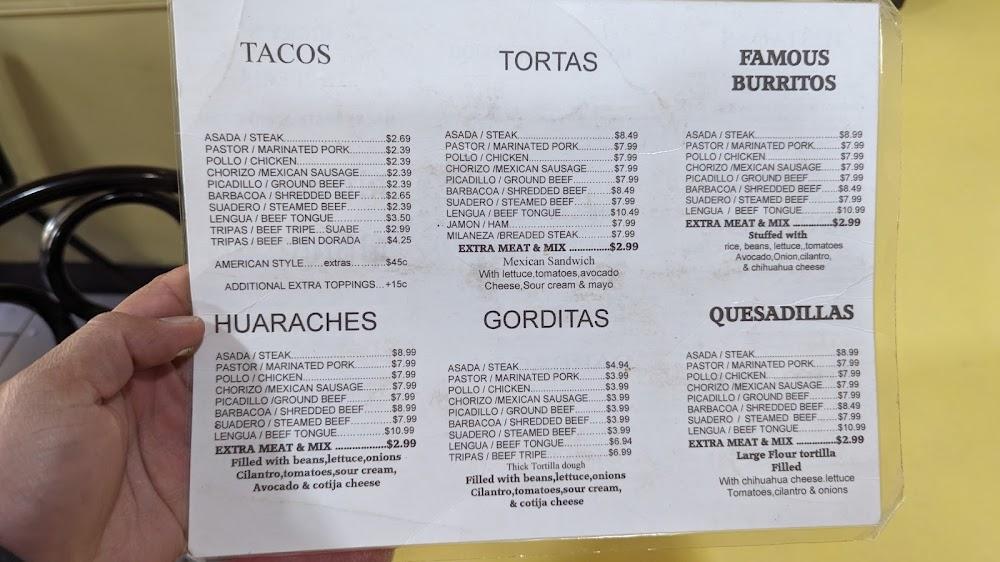 TACOS
ASADA / STEAK..............................$2.69
PASTOR / MARINATED PORK..........$2.39
POLLO / CHICKEN..........................$2.39
CHORIZO /MEXICAN SAUSAGE.......$2.39
PICADILLO / GROUND BEEF............$2.39
BARBACOA / SHREDDED BEEF.......$2.65
SUADERO / STEAMED BEEF...........$2.39
LENGUA / BEEF TONGUE................$3.50
TRIPAS / BEEF TRIPE...SUABE $2.99
TRIPAS / BEEF ..BIEN DORADA $4.25
AMERICAN STYLE......extras...........$45c
ADDITIONAL EXTRA TOPPINGS...+15c
TORTAS
ASADA / STEAK..............................$8.49
PASTOR / MARINATED PORK..........$7.99
POLLO / CHICKEN..........................$7.99
CHORIZO /MEXICAN SAUSAGE.......$7.99
PICADILLO / GROUND BEEF............$7.99
BARBACOA / SHREDDED BEEF.......$8.49
SUADERO / STEAMED BEEF...........$7.99
LENGUA / BEEF TONGUE................$10.49
JAMON / HAM................................$7.99
MILANEZA /BREADED STEAK.........$7.99
EXTRA MEAT & MIX ...............$2.99
Mexican Sandwich
With lettuce,tomatoes,avocado
Cheese,Sour cream & mayo
FAMOUS
BURRITOS
ASADA / STEAK..............................$8.99
PASTOR / MARINATED PORK..........$7.99
POLLO / CHICKEN..........................$7.99
CHORIZO /MEXICAN SAUSAGE.......$7.99
PICADILLO / GROUND BEEF............$7.99
BARBACOA / SHREDDED BEEF.......$8.49
SUADERO / STEAMED BEEF...........$7.99
LENGUA / BEEF TONGUE................$10.99
EXTRA MEAT & MIX ...............$2.99
Stuffed with
rice, beans, lettuce,,tomatoes
Avocado,Onion,cilantro,
& chihuahua cheese
HUARACHES
ASADA / STEAK..............................$8.99
PASTOR / MARINATED PORK..........$7.99
POLLO / CHICKEN..........................$7.99
CHORIZO /MEXICAN SAUSAGE.......$7.99
PICADILLO /GROUND BEEF............$7.99
BARBACOA / SHREDDED BEEF.......$8.99
SUADERO / STEAMED BEEF...........$7.99
LENGUA / BEEF TONGUE................$10.99
EXTRA MEAT & MIX ...............$2.99
Filled with beans,lettuce,onions
Cilantro,tomatoes,sour cream,
Avocado & cotija cheese
GORDITAS
ASADA / STEAK..............................$4.94
PASTOR / MARINATED PORK..........$3.99
POLLO / CHICKEN..........................$3.99
CHORIZO /MEXICAN SAUSAGE.......$3.99
PICADILLO / GROUND BEEF............$3.99
BARBACOA / SHREDDED BEEF.......$3.99
SUADERO / STEAMED BEEF...........$3.99
LENGUA / BEEF TONGUE................$6.94
TRIPAS / BEEF TRIPE.....................$6.99
Thick Tortilla dough
Filled with beans,lettuce,onions
Cilantro,tomatoes,sour cream,
& cotija cheese
QUESADILLAS
ASADA / STEAK..............................$8.99
PASTOR / MARINATED PORK..........$7.99
POLLO / CHICKEN..........................$7.99
CHORIZO /MEXICAN SAUSAGE.......$7.99
PICADILLO / GROUND BEEF............$7.99
BARBACOA / SHREDDED BEEF.......$8.49
SUADERO / STEAMED BEEF...........$7.99
LENGUA / BEEF TONGUE................$10.99
EXTRA MEAT & MIX ...............$2.99
Large Flour tortilla
Filled
With chihuahua cheese.lettuce
Tomatoes,cilantro & onions